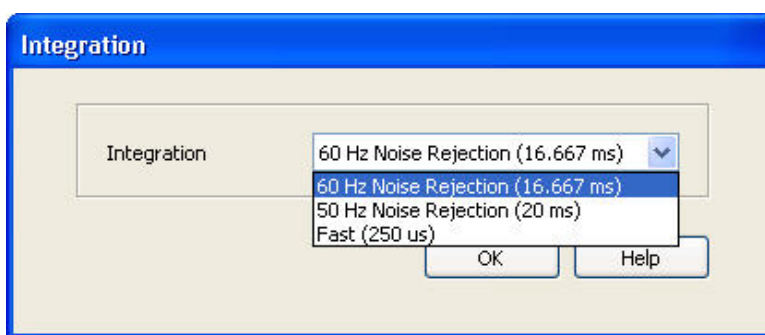 Integration
Integration 60 Hz Noise Rejection (16.667 ms)
60 Hz Noise Rejection (16.667 ms)
50 Hz Noise Rejection (20 ms)
Fast (250 us)
OK Help